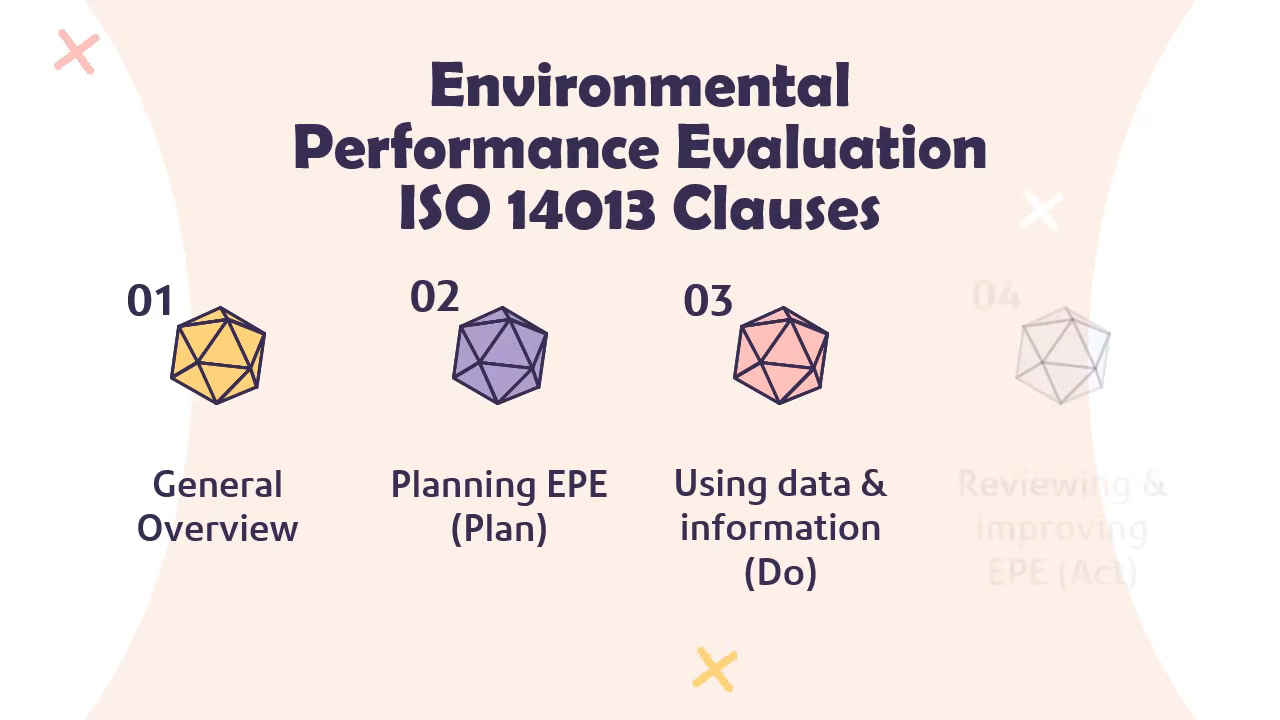 Environmental
Performance Evaluation
ISO 14013 Clauses
01
General
Overview
02
Planning EPE
(Plan)
03
Using data &
information
(Do)
04
Reviewing &
improving
EPE (Act)